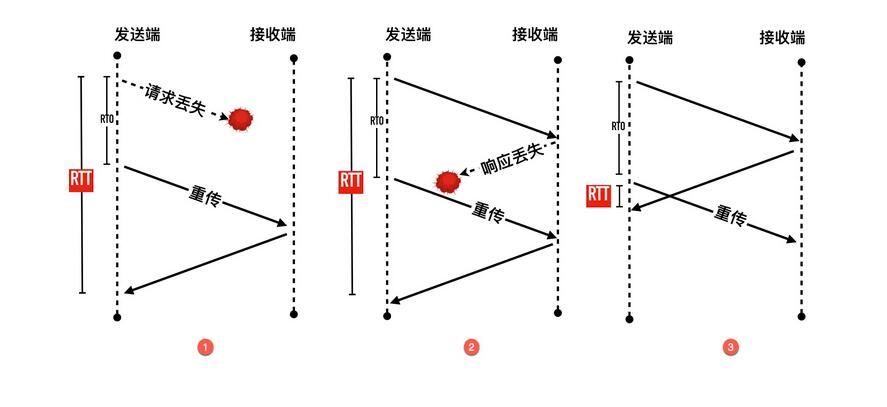 发送端
接收端
请求丢失
RTO
RTT
重传
1
发送端
接收端
RTO
响应丢失
RTT
重传
2
发送端
接收端
RTO
RTT
重传
3